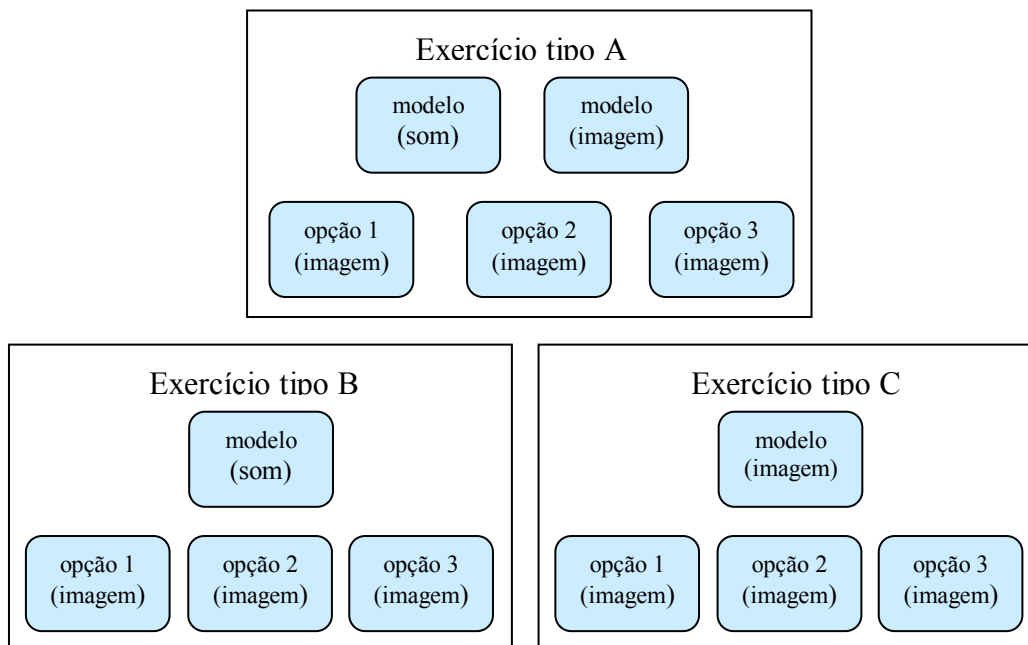 Exercício tipo A
modelo
(som)
modelo
(imagem)
opção 1
(imagem)
opção 2
(imagem)
opção 3
(imagem)
Exercício tipo B
modelo
(som)
opção 1
(imagem)
opção 2
(imagem)
opção 3
(imagem)
Exercício tipo C
modelo
(imagem)
opção 1
(imagem)
opção 2
(imagem)
opção 3
(imagem)